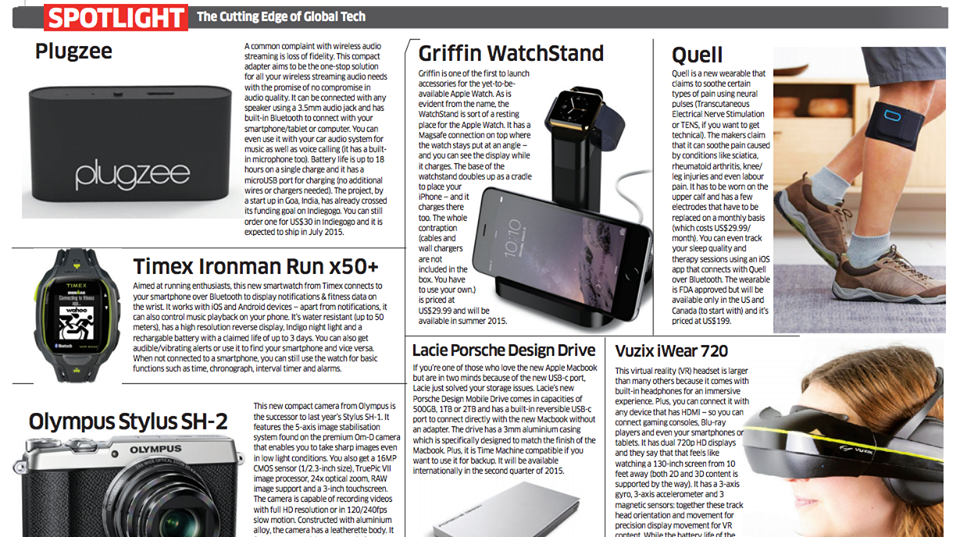 SPOTLIGHT The Cutting Edge of Global Tech
Plugzee
plugzee
A common complaint with wireless audio
streaming is loss of fidelity. This compact
adapter aims to be the one-stop solution
for all your wireless streaming audio needs
with the promise of no compromise in
audio quality. It can be connected with any
speaker using a 3.5mm audio jack and has
built-in Bluetooth to connect with your
smartphone/tablet or computer. You can
even use it with your car audio system for
music as well as voice calling (it has a built-
in microphone too). Battery life is up to 18
hours on a single charge and it has a
microUSB port for charging (no additional
wires or chargers needed). The project, by
a start up in Goa, India, has already crossed
its funding goal on Indiegogo. You can still
order one for US$30 in Indiegogo and it is
expected to ship in July 2015.
Griffin WatchStand
Griffin is one of the first to launch
accessories for the yet-to-be-
available Apple Watch. As is
evident from the name, the
WatchStand is sort of a resting
place for the Apple Watch. It has a
Magsafe connection on top where
the watch stays put at an angle –
and you can see the display while
it charges. The base of the
watchstand doubles up as a cradle
to place your
iPhone – and it
charges there
too. The whole
contraption
(cables and
wall chargers
are not
included in the
box. You have
to use your own,)
is priced at
US$29.99 and will be
available in summer 2015.
10:10
Quell
Quell is a new wearable that
claims to soothe certain
types of pain using neural
pulses (Transcutaneous
Electrical Nerve Stimulation
or TENS, if you want to get
technical). The makers claim
that it can soothe pain caused
by conditions like sciatica,
rheumatoid arthritis, knee/
leg injuries and even labour
pain. It has to be worn on the
upper calf and has a few
electrodes that have to be
replaced on a monthly basis
(which costs US$29.99/
month). You can even track
your sleep quality and
therapy sessions using an iOS
app that connects with Quell
over Bluetooth. The wearable
is FDA approved but will be
available only in the US and
Canada (to start with) and it's
priced at US$199.
Timex Ironman Run x50+
TIMEX
wahoo
Aimed at running enthusiasts, this new smartwatch from Timex connects to
your smartphone over Bluetooth to display notifications & fitness data on
the wrist. It works with iOS and Android devices – apart from notifications, it
can also control music playback on your phone. It's water resistant (up to 50
meters), has a high resolution reverse display, Indigo night light and a
rechargable battery with a claimed life of up to 3 days. You can also get
audible/vibrating alerts or use it to find your smartphone and vice versa.
When not connected to a smartphone, you can still use the watch for basic
functions such as time, chronograph, interval timer and alarms.
Olympus Stylus SH-2
OLYMPUS
This new compact camera from Olympus is
the successor to last year's Stylus SH-1. It
features the 5-axis image stabilisation
system found on the premium Om-D camera
that enables you to take sharp images even
in low light conditions. You also get a 16MP
CMOS sensor (1/2.3-inch size), TruePic VII
image processor, 24x optical zoom, RAW
image support and a 3-inch touchscreen.
The camera is capable of recording videos
with full HD resolution or in 120/240fps
slow motion. Constructed with aluminium
alloy, the camera has a leatherette body. It
Lacie Porsche Design Drive
If you're one of those who love the new Apple Macbook
but are in two minds because of the new USB-c port,
Lacie just solved your storage issues. Lacie's new
Porsche Design Mobile Drive comes in capacities of
500GB, 1TB or 2TB and has a built-in reversible USB-c
port to connect directly with the new Macbook without
an adapter. The drive has a 3mm aluminium casing
which is specifically designed to match the finish of the
Macbook. Plus, it is Time Machine compatible if you
want to use it for backup. It will be available
internationally in the second quarter of 2015.
Vuzix iWear 720
This virtual reality (VR) headset is larger
than many others because it comes with
built-in headphones for an immersive
experience. Plus, you can connect it with
any device that has HDMI – so you can
connect gaming consoles, Blu-ray
players and even your smartphones or
tablets. It has dual 720p HD displays
and they say that that feels like
watching a 130-inch screen from 10
feet away (both 2D and 3D content is
supported by the way). It has a 3-axis
gyro, 3-axis accelerometer and 3
magnetic sensors: together these track
head orientation and movement for
precision display movement for VR
content. While the battery life of the
VUZIX